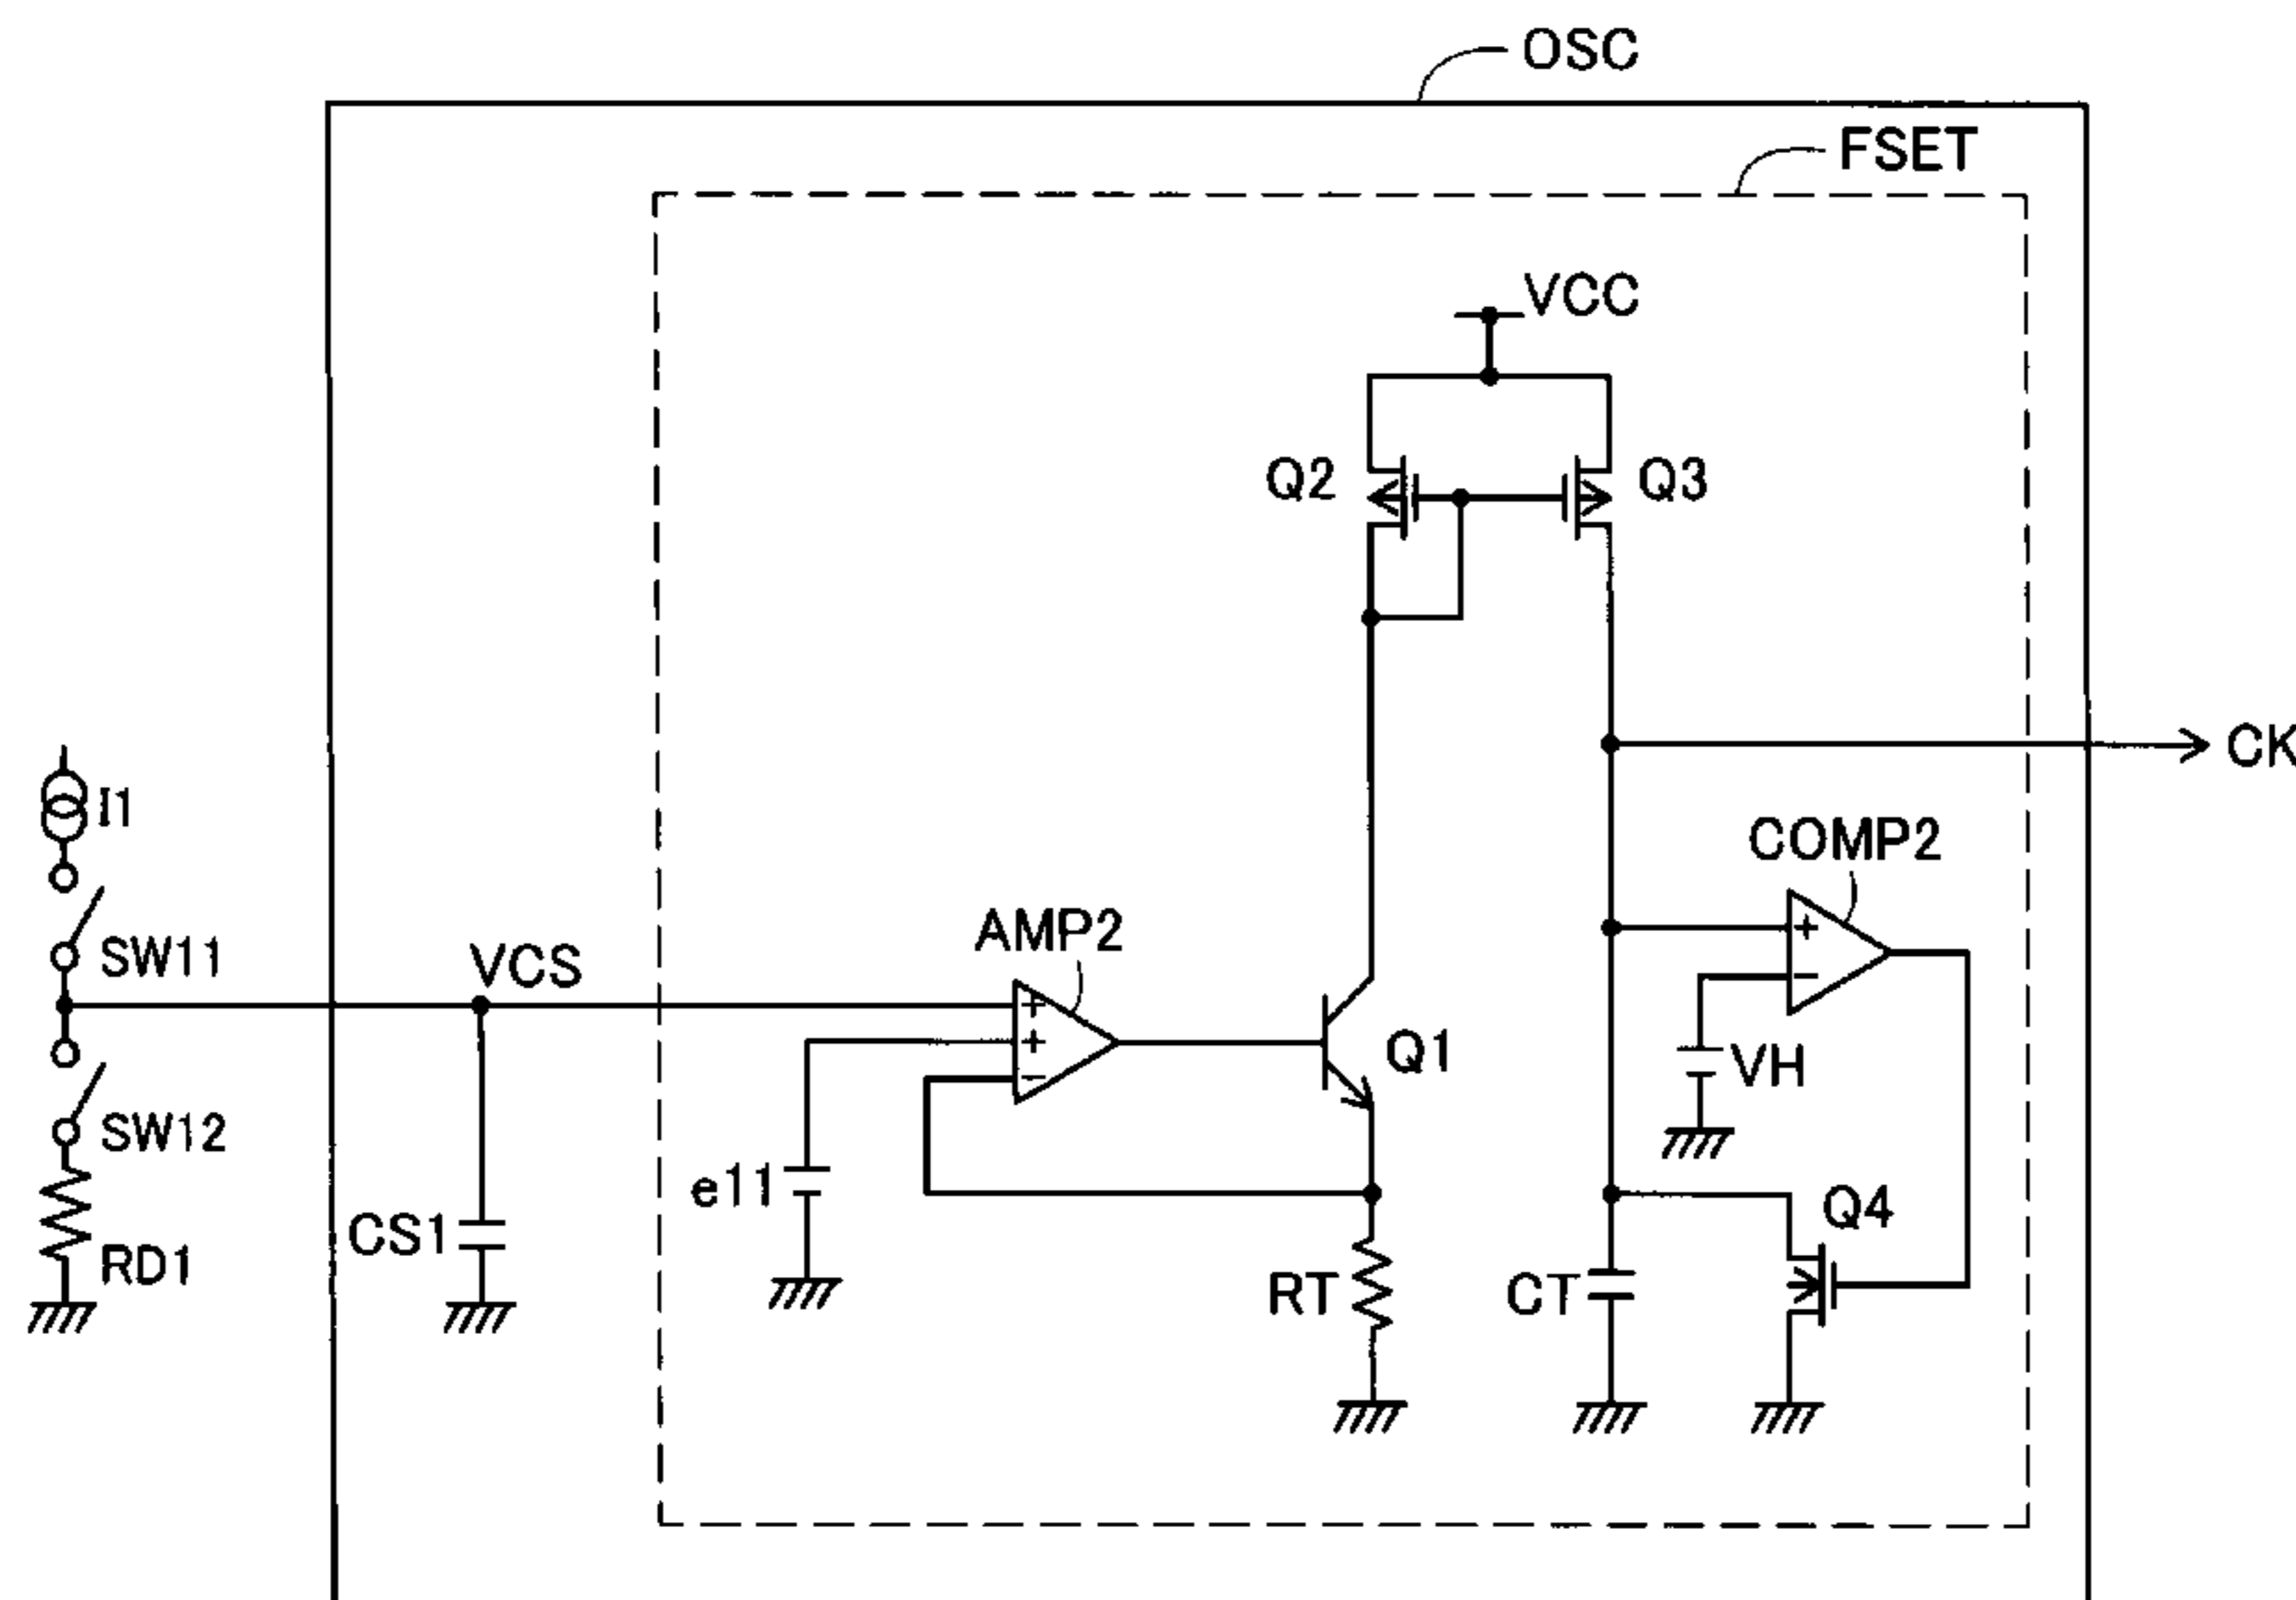 OSC
FSET
VCC
Q2
Q3
CK
I1
COMP2
SW11
VCS
AMP2
+
−
+
+
−
Q1
VH
SW12
e11
Q4
CS1
RD1
RT
CT